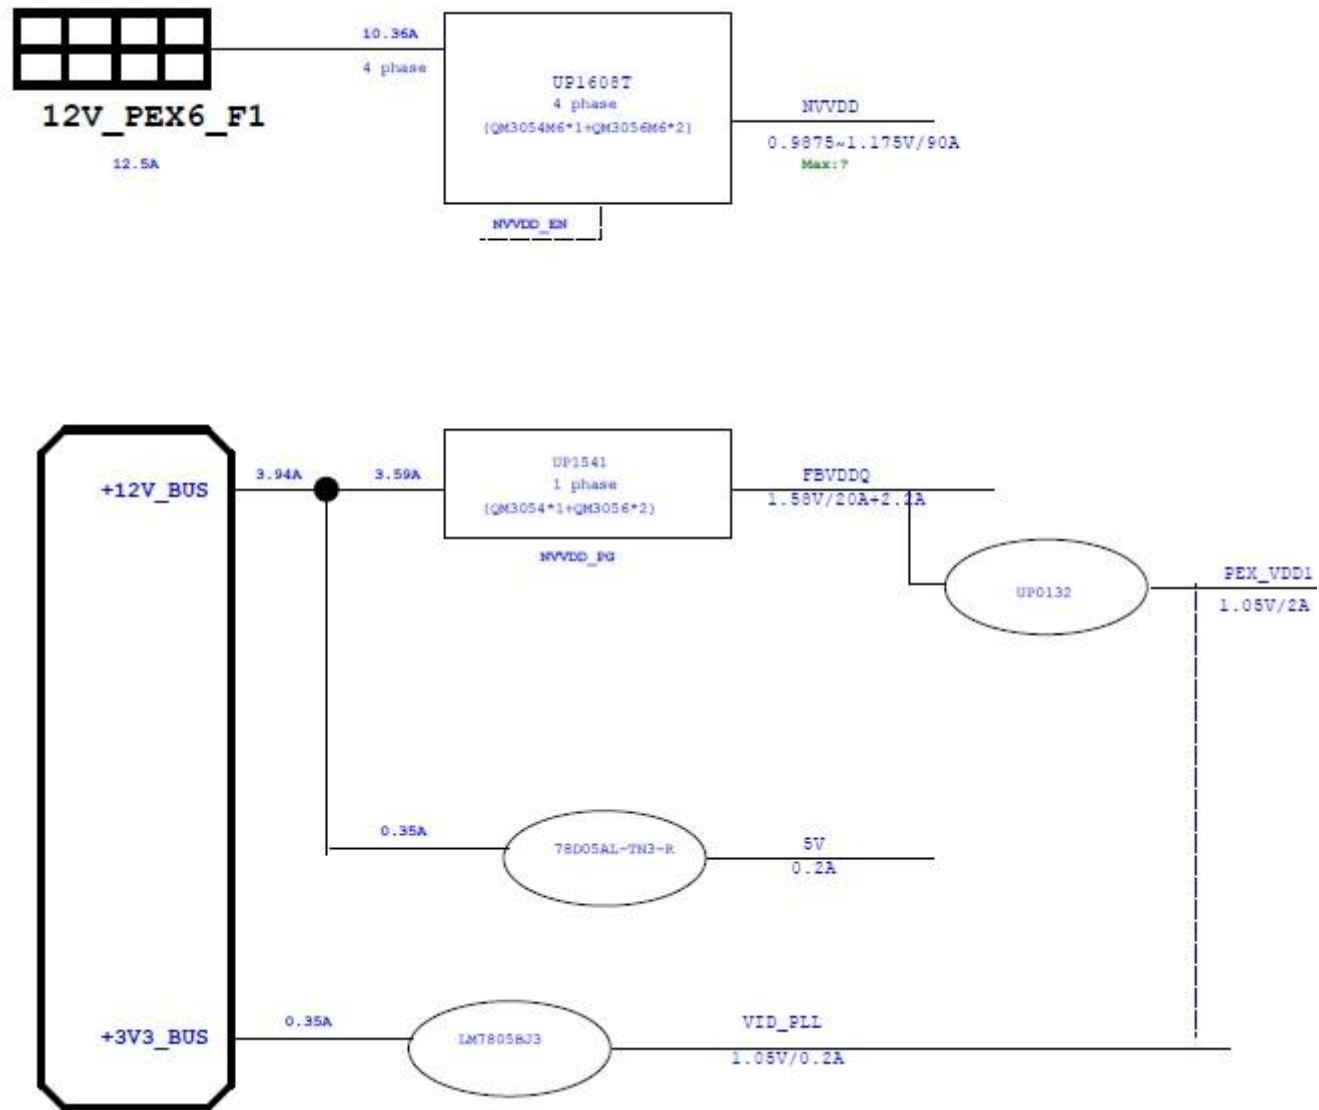 10.36A
4 phase
12V_PEX6_F1
12.5A
UP1608T
4 phase
(QM3054M6*1+QM3056M6*2)
NVVDD
0.9875~1.175V/90A
Max:?
NVVDD_EN
+12V_BUS
3.94A
3.59A
UP1541
1 phase
(QM3054*1+QM3056*2)
NVVDD_PG
FBVDDQ
1.58V/20A+2.2A
UP0132
PEX_VDD1
1.05V/2A
0.35A
78D05AL-TN3-R
5V
0.2A
+3V3_BUS
0.35A
LM7805BJ3
VID_PLL
1.05V/0.2A